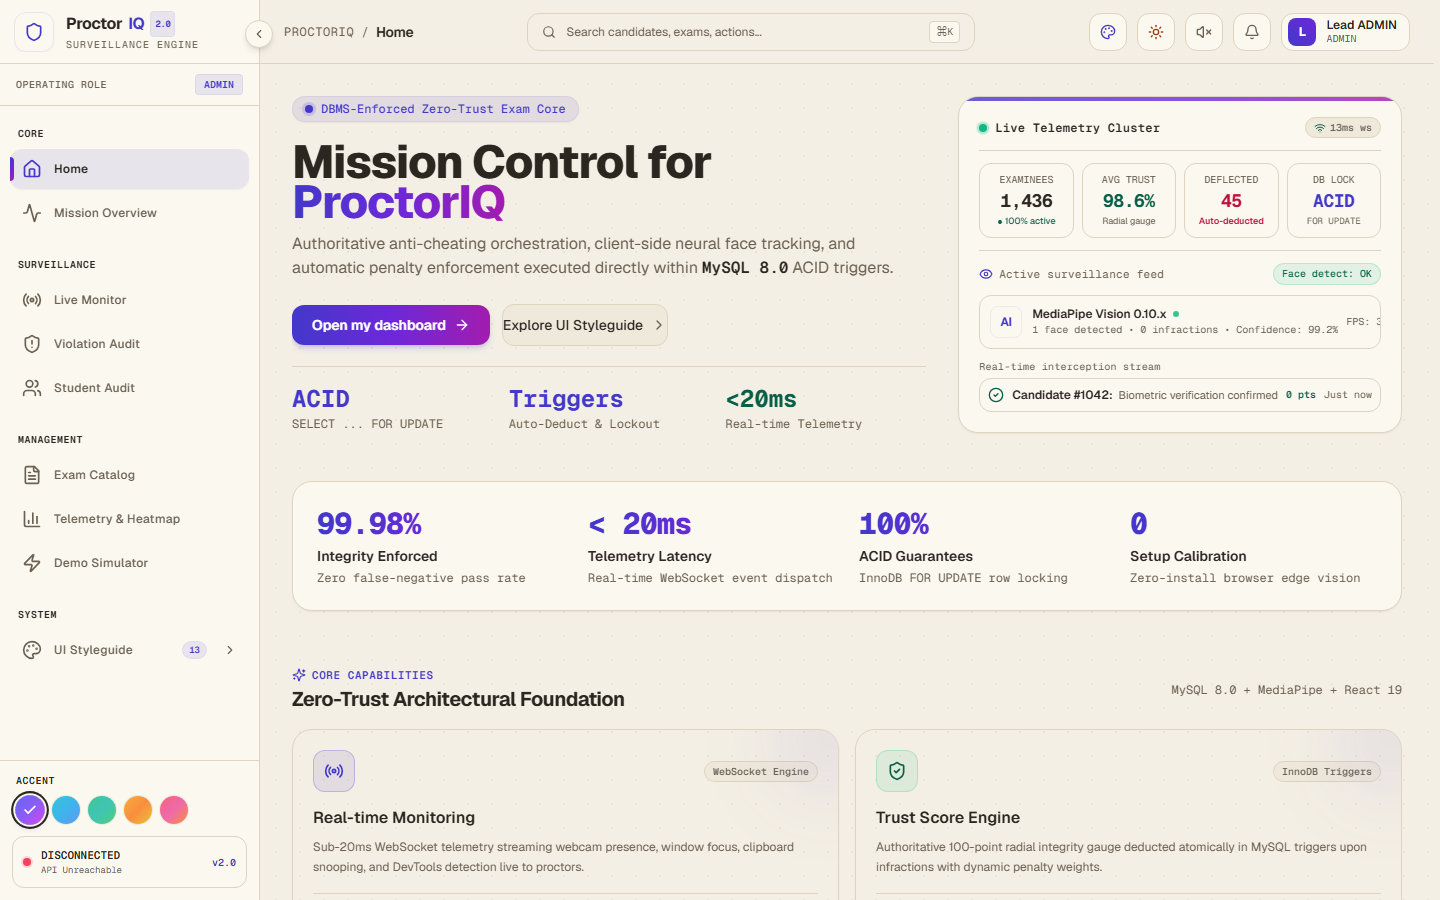 Proctor IQ 2.0
SURVEILLANCE ENGINE
OPERATING ROLE ADMIN
CORE
Home
Mission Overview
SURVEILLANCE
Live Monitor
Violation Audit
Student Audit
MANAGEMENT
Exam Catalog
Telemetry & Heatmap
Demo Simulator
SYSTEM
UI Styleguide 13
ACCENT
DISCONNECTED
API Unreachable
v2.0
PROCTORIQ / Home
Search candidates, exams, actions... ⌘K
L
Lead ADMIN
ADMIN
DBMS-Enforced Zero-Trust Exam Core
Mission Control for
ProctorIQ
Authoritative anti-cheating orchestration, client-side neural face tracking, and
automatic penalty enforcement executed directly within MySQL 8.0 ACID triggers.
Open my dashboard
Explore UI Styleguide
ACID
SELECT ... FOR UPDATE
Triggers
Auto-Deduct & Lockout
<20ms
Real-time Telemetry
Live Telemetry Cluster
13ms ws
EXAMINEES
1,436
100% active
AVG TRUST
98.6%
Radial gauge
DEFLECTED
45
Auto-deducted
DB LOCK
ACID
FOR UPDATE
Active surveillance feed
Face detect: OK
AI
MediaPipe Vision 0.10.x
1 face detected • 0 infractions • Confidence: 99.2%
FPS:
Real-time interception stream
Candidate #1042: Biometric verification confirmed 0 pts Just now
99.98%
Integrity Enforced
Zero false-negative pass rate
< 20ms
Telemetry Latency
Real-time WebSocket event dispatch
100%
ACID Guarantees
InnoDB FOR UPDATE row locking
0
Setup Calibration
Zero-install browser edge vision
CORE CAPABILITIES
Zero-Trust Architectural Foundation
MySQL 8.0 + MediaPipe + React 19
WebSocket Engine
Real-time Monitoring
Sub-20ms WebSocket telemetry streaming webcam presence, window focus, clipboard
snooping, and DevTools detection live to proctors.
InnoDB Triggers
Trust Score Engine
Authoritative 100-point radial integrity gauge deducted atomically in MySQL triggers upon
infractions with dynamic penalty weights.